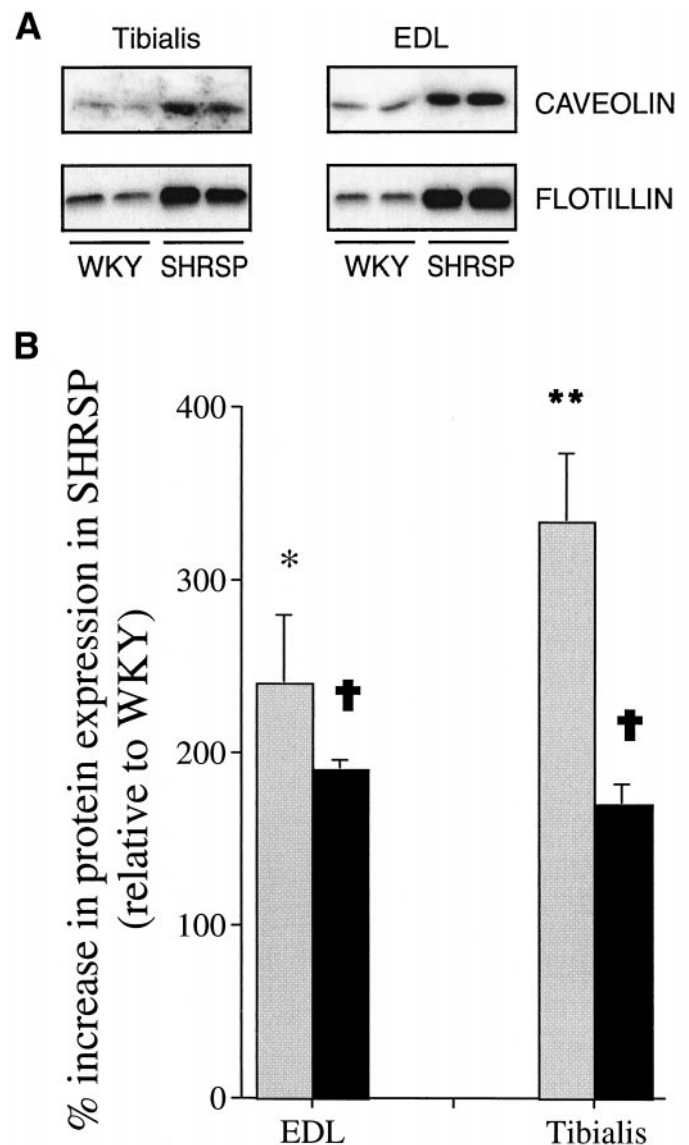 A
Tibialis EDL
CAVEOLIN
FLOTILLIN
WKY SHRSP WKY SHRSP
B
% increase in protein expression in SHRSP
(relative to WKY)
400
300
200
100
0
*
✝
**
✝
EDL Tibialis